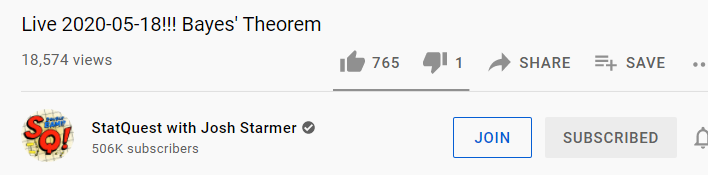 Live 2020-05-18!!! Bayes' Theorem
18,574 views
765
1
SHARE
SAVE
SQ!
StatQuest with Josh Starmer
506K subscribers
JOIN
SUBSCRIBED